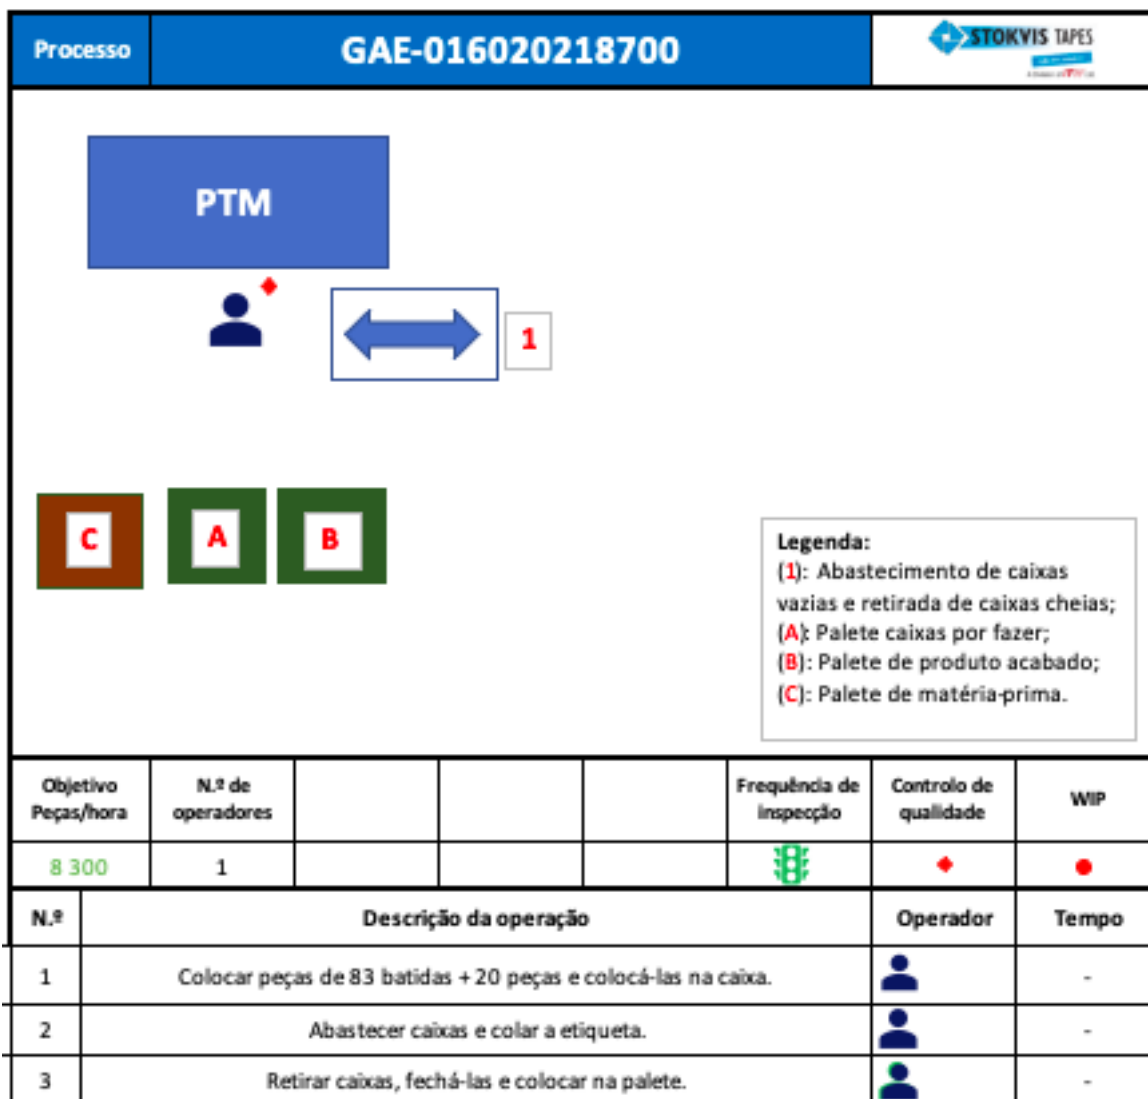 Processo
GAE-016020218700
STOKVIS TAPES
PTM
1
C
A
B
Legenda:
(1): Abastecimento de caixas
vazias e retirada de caixas cheias;
(A): Palete caixas por fazer;
(B): Palete de produto acabado;
(C): Palete de matéria-prima.
Objetivo
Peças/hora
N.º de
operadores
Frequência de
inspecção
Controlo de
qualidade
WIP
8 300
1
N.º
Descrição da operação
Operador
Tempo
1
Colocar peças de 83 batidas + 20 peças e colocá-las na caixa.
-
2
Abastecer caixas e colar a etiqueta.
-
3
Retirar caixas, fechá-las e colocar na palete.
-